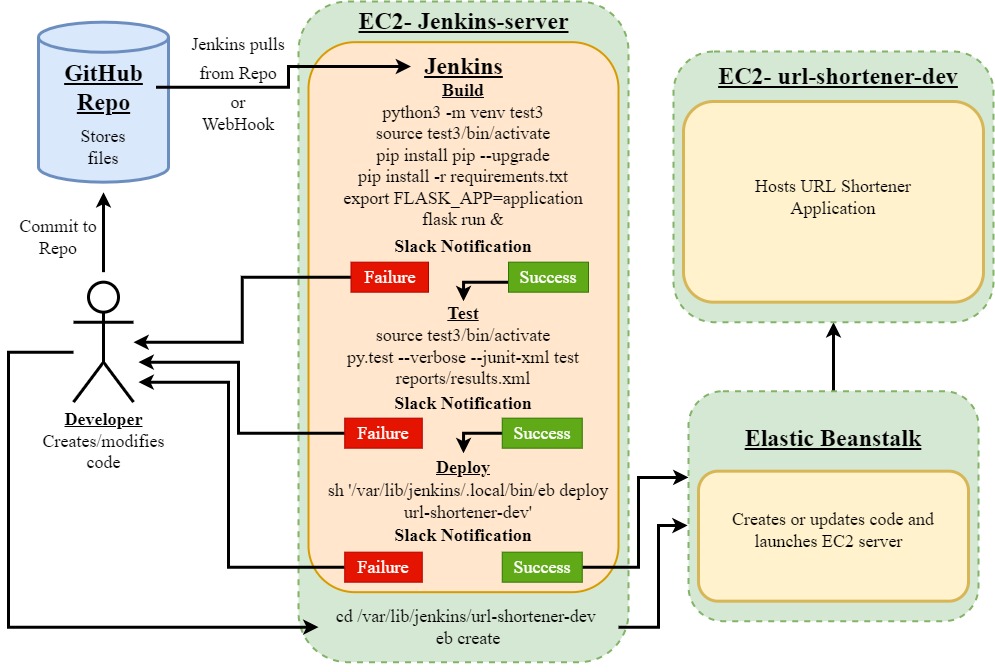 GitHub
Repo
Stores
files
Jenkins pulls
from Repo
or
WebHook
Commit to
Repo
Developer
Creates/modifies
code
EC2- Jenkins-server
Jenkins
Build
python3 -m venv test3
source test3/bin/activate
pip install pip --upgrade
pip install -r requirements.txt
export FLASK_APP=application
flask run &
Slack Notification
Failure
Success
Test
source test3/bin/activate
py.test --verbose --junit-xml test
reports/results.xml
Slack Notification
Failure
Success
Deploy
sh '/var/lib/jenkins/.local/bin/eb deploy
url-shortener-dev'
Slack Notification
Failure
Success
cd /var/lib/jenkins/url-shortener-dev
eb create
EC2- url-shortener-dev
Hosts URL Shortener
Application
Elastic Beanstalk
Creates or updates code and
launches EC2 server